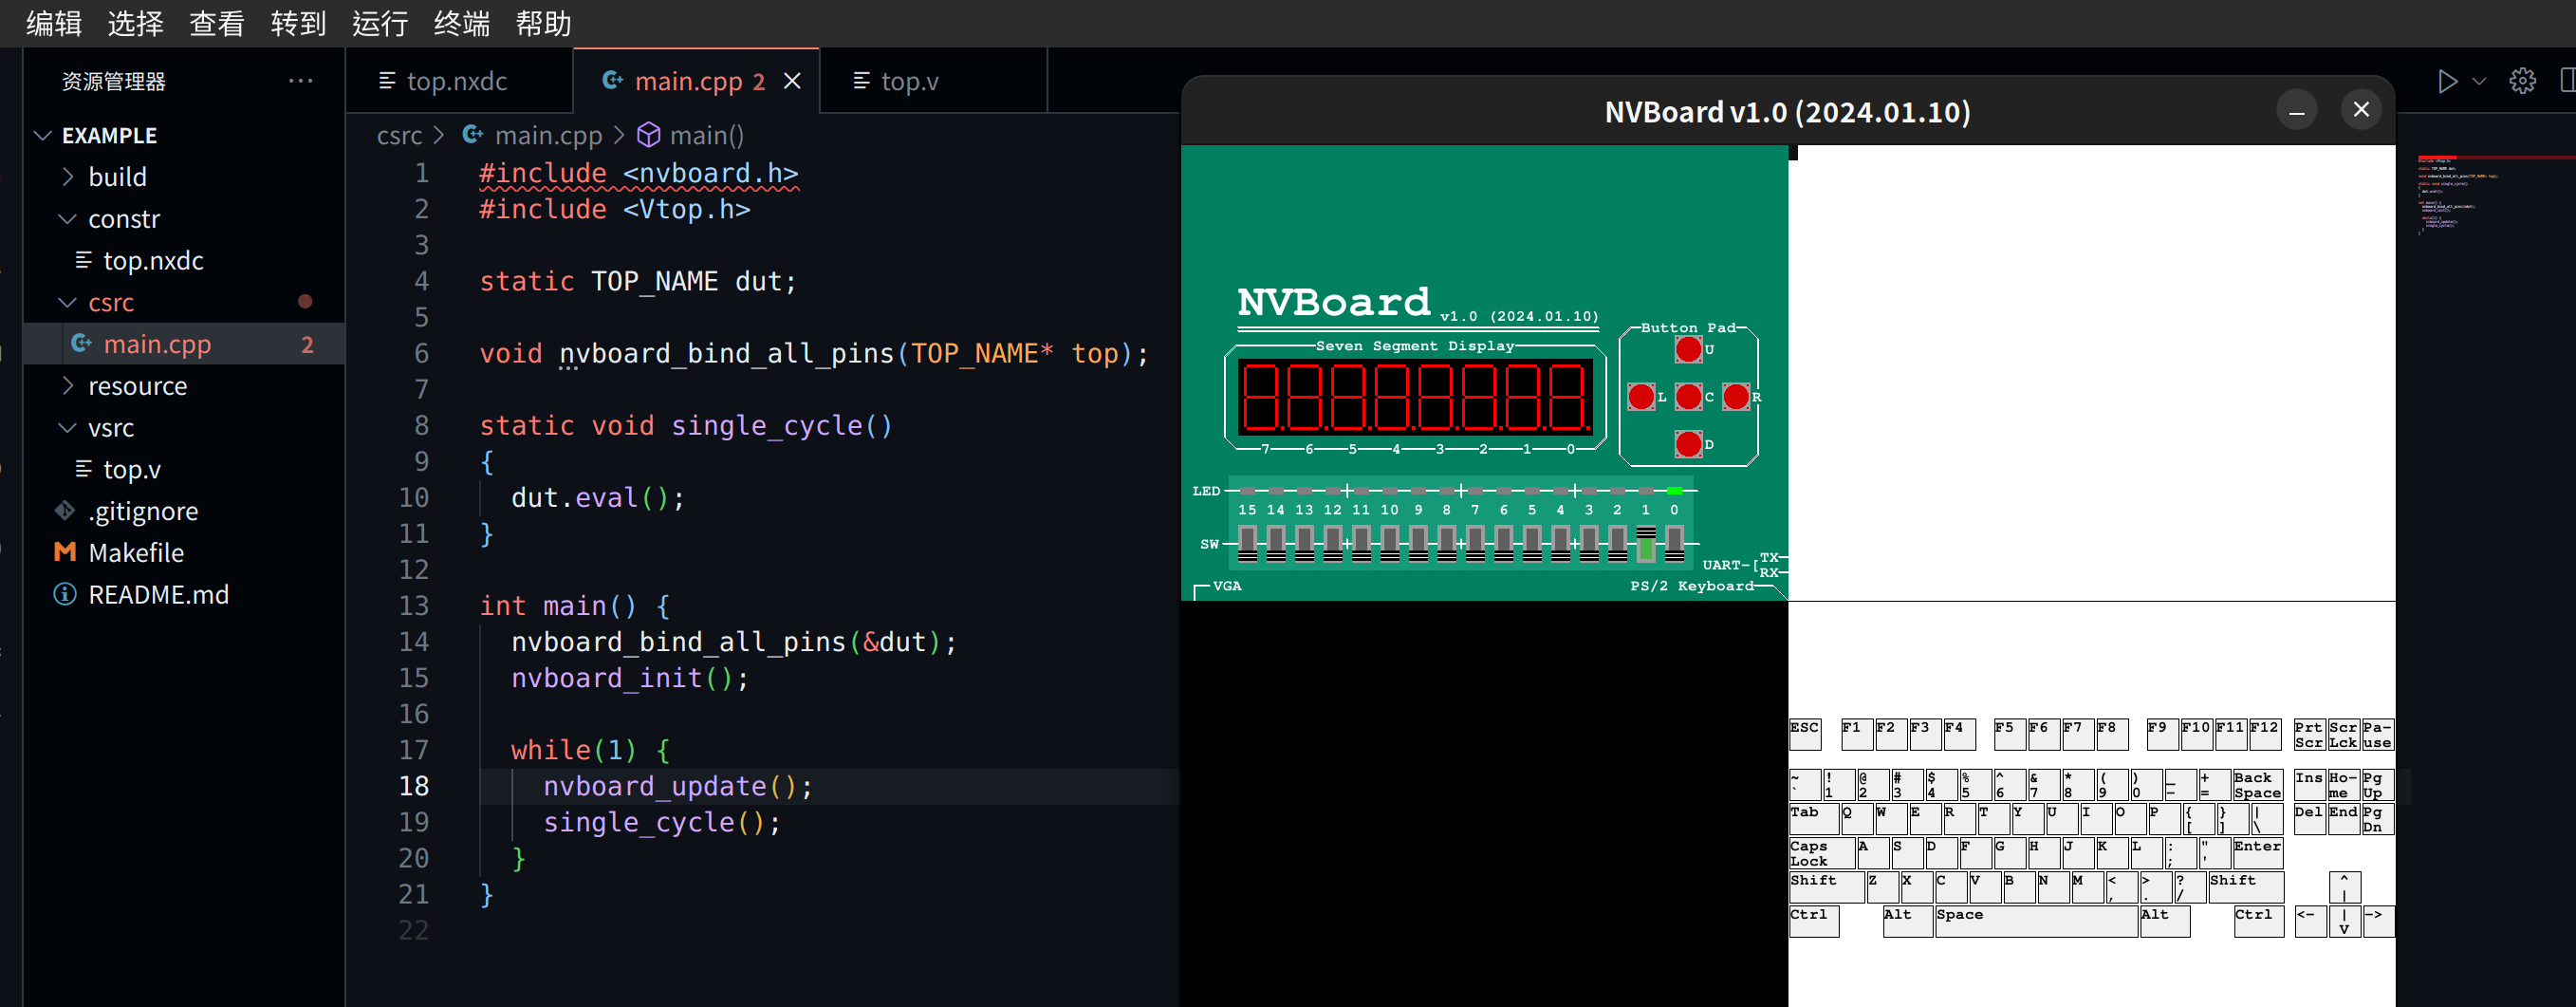 编辑 选择 查看 转到 运行 终端 帮助
资源管理器 ···
EXAMPLE
build
constr
top.nxdc
csrc
main.cpp 2
resource
vsrc
top.v
.gitignore
Makefile
README.md
top.nxdc
main.cpp 2
top.v
csrc > main.cpp > main()
1 #include <nvboard.h>
2 #include <Vtop.h>
3
4 static TOP_NAME dut;
5
6 void nvboard_bind_all_pins(TOP_NAME* top);
7
8 static void single_cycle()
9 {
10 dut.eval();
11 }
12
13 int main() {
14 nvboard_bind_all_pins(&dut);
15 nvboard_init();
16
17 while(1) {
18 nvboard_update();
19 single_cycle();
20 }
21 }
22
NVBoard v1.0 (2024.01.10)
NVBoard v1.0 (2024.01.10)
Seven Segment Display
7 6 5 4 3 2 1 0
Button Pad
U
L C R
D
LED
15 14 13 12 11 10 9 8 7 6 5 4 3 2 1 0
SW
UART-[TX
RX
VGA
PS/2 Keyboard
ESC F1 F2 F3 F4 F5 F6 F7 F8 F9 F10 F11 F12 Prt Scr Pa-
Scr Lck use
~ ! @ # $ % ^ & * ( ) _ + Back Ins Ho- Pg
` 1 2 3 4 5 6 7 8 9 0 - = Space me Up
Tab Q W E R T Y U I O P { } | Del End Pg
[ ] \ Dn
Caps A S D F G H J K L : " Enter
Lock ; '
Shift Z X C V B N M < > ? Shift ^
, . / |
Ctrl Alt Space Alt Ctrl <- | ->
V